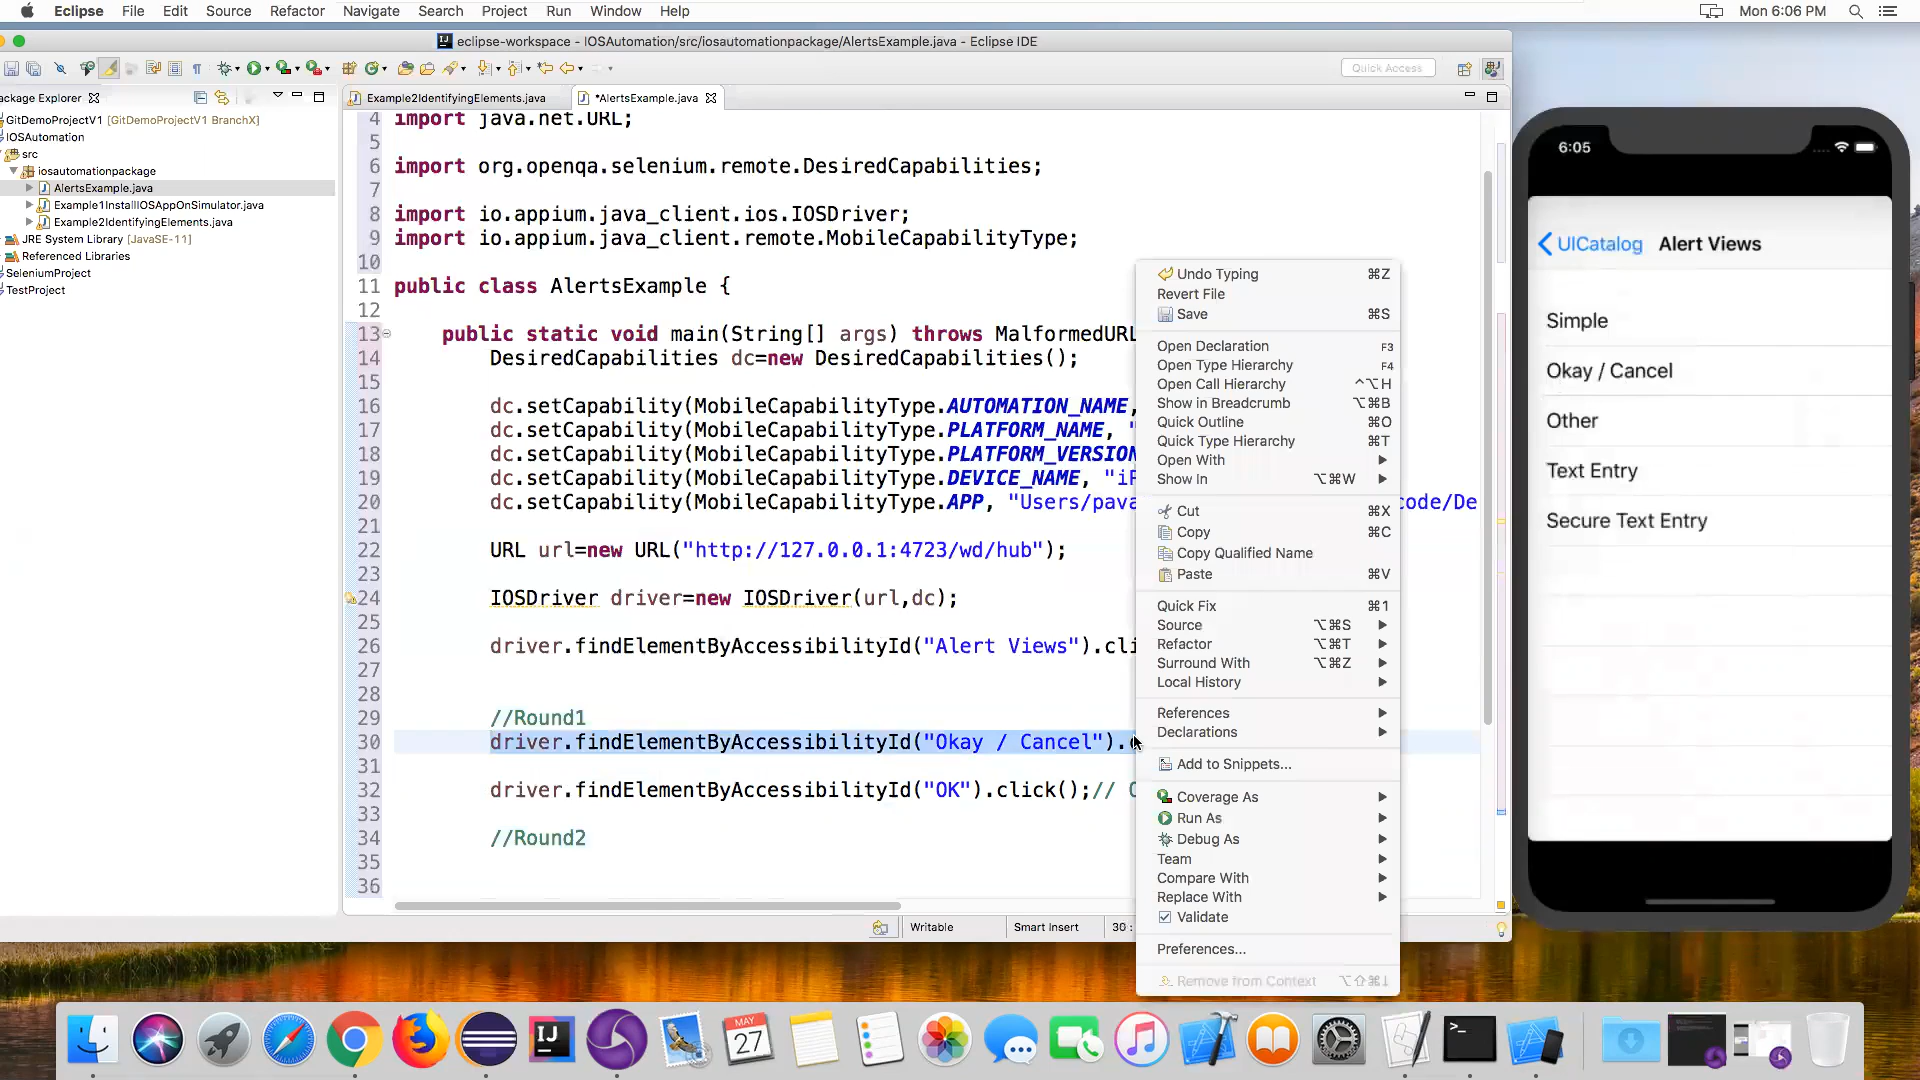 Eclipse File Edit Source Refactor Navigate Search Project Run Window Help Mon 6:06 PM
eclipse-workspace - IOSAutomation/src/iosautomationpackage/AlertsExample.java - Eclipse IDE
Quick Access
ackage Explorer
GitDemoProjectV1 [GitDemoProjectV1 BranchX]
IOSAutomation
src
iosautomationpackage
AlertsExample.java
Example1InstallIOSAppOnSimulator.java
Example2IdentifyingElements.java
JRE System Library [JavaSE-11]
Referenced Libraries
SeleniumProject
TestProject
Example2IdentifyingElements.java *AlertsExample.java
4 import java.net.URL;
5
6 import org.openqa.selenium.remote.DesiredCapabilities;
7
8 import io.appium.java_client.ios.IOSDriver;
9 import io.appium.java_client.remote.MobileCapabilityType;
10
11 public class AlertsExample {
12
13 public static void main(String[] args) throws MalformedURL
14 DesiredCapabilities dc=new DesiredCapabilities();
15
16 dc.setCapability(MobileCapabilityType.AUTOMATION_NAME,
17 dc.setCapability(MobileCapabilityType.PLATFORM_NAME, "
18 dc.setCapability(MobileCapabilityType.PLATFORM_VERSION
19 dc.setCapability(MobileCapabilityType.DEVICE_NAME, "iP
20 dc.setCapability(MobileCapabilityType.APP, "Users/pava code/De
21
22 URL url=new URL("http://127.0.0.1:4723/wd/hub");
23
24 IOSDriver driver=new IOSDriver(url,dc);
25
26 driver.findElementByAccessibilityId("Alert Views").cli
27
28
29 //Round1
30 driver.findElementByAccessibilityId("Okay / Cancel").
31
32 driver.findElementByAccessibilityId("OK").click();// O
33
34 //Round2
35
36
Writable Smart Insert 30 :
Undo Typing ⌘Z
Revert File
Save ⌘S
Open Declaration F3
Open Type Hierarchy F4
Open Call Hierarchy ^⌥H
Show in Breadcrumb ⌥⌘B
Quick Outline ⌘O
Quick Type Hierarchy ⌘T
Open With
Show In ⌥⌘W
Cut ⌘X
Copy ⌘C
Copy Qualified Name
Paste ⌘V
Quick Fix ⌘1
Source ⌥⌘S
Refactor ⌥⌘T
Surround With ⌥⌘Z
Local History
References
Declarations
Add to Snippets...
Coverage As
Run As
Debug As
Team
Compare With
Replace With
Validate
Preferences...
Remove from Context ⌥⇧⌘↓
6:05
UICatalog Alert Views
Simple
Okay / Cancel
Other
Text Entry
Secure Text Entry
MAY
27